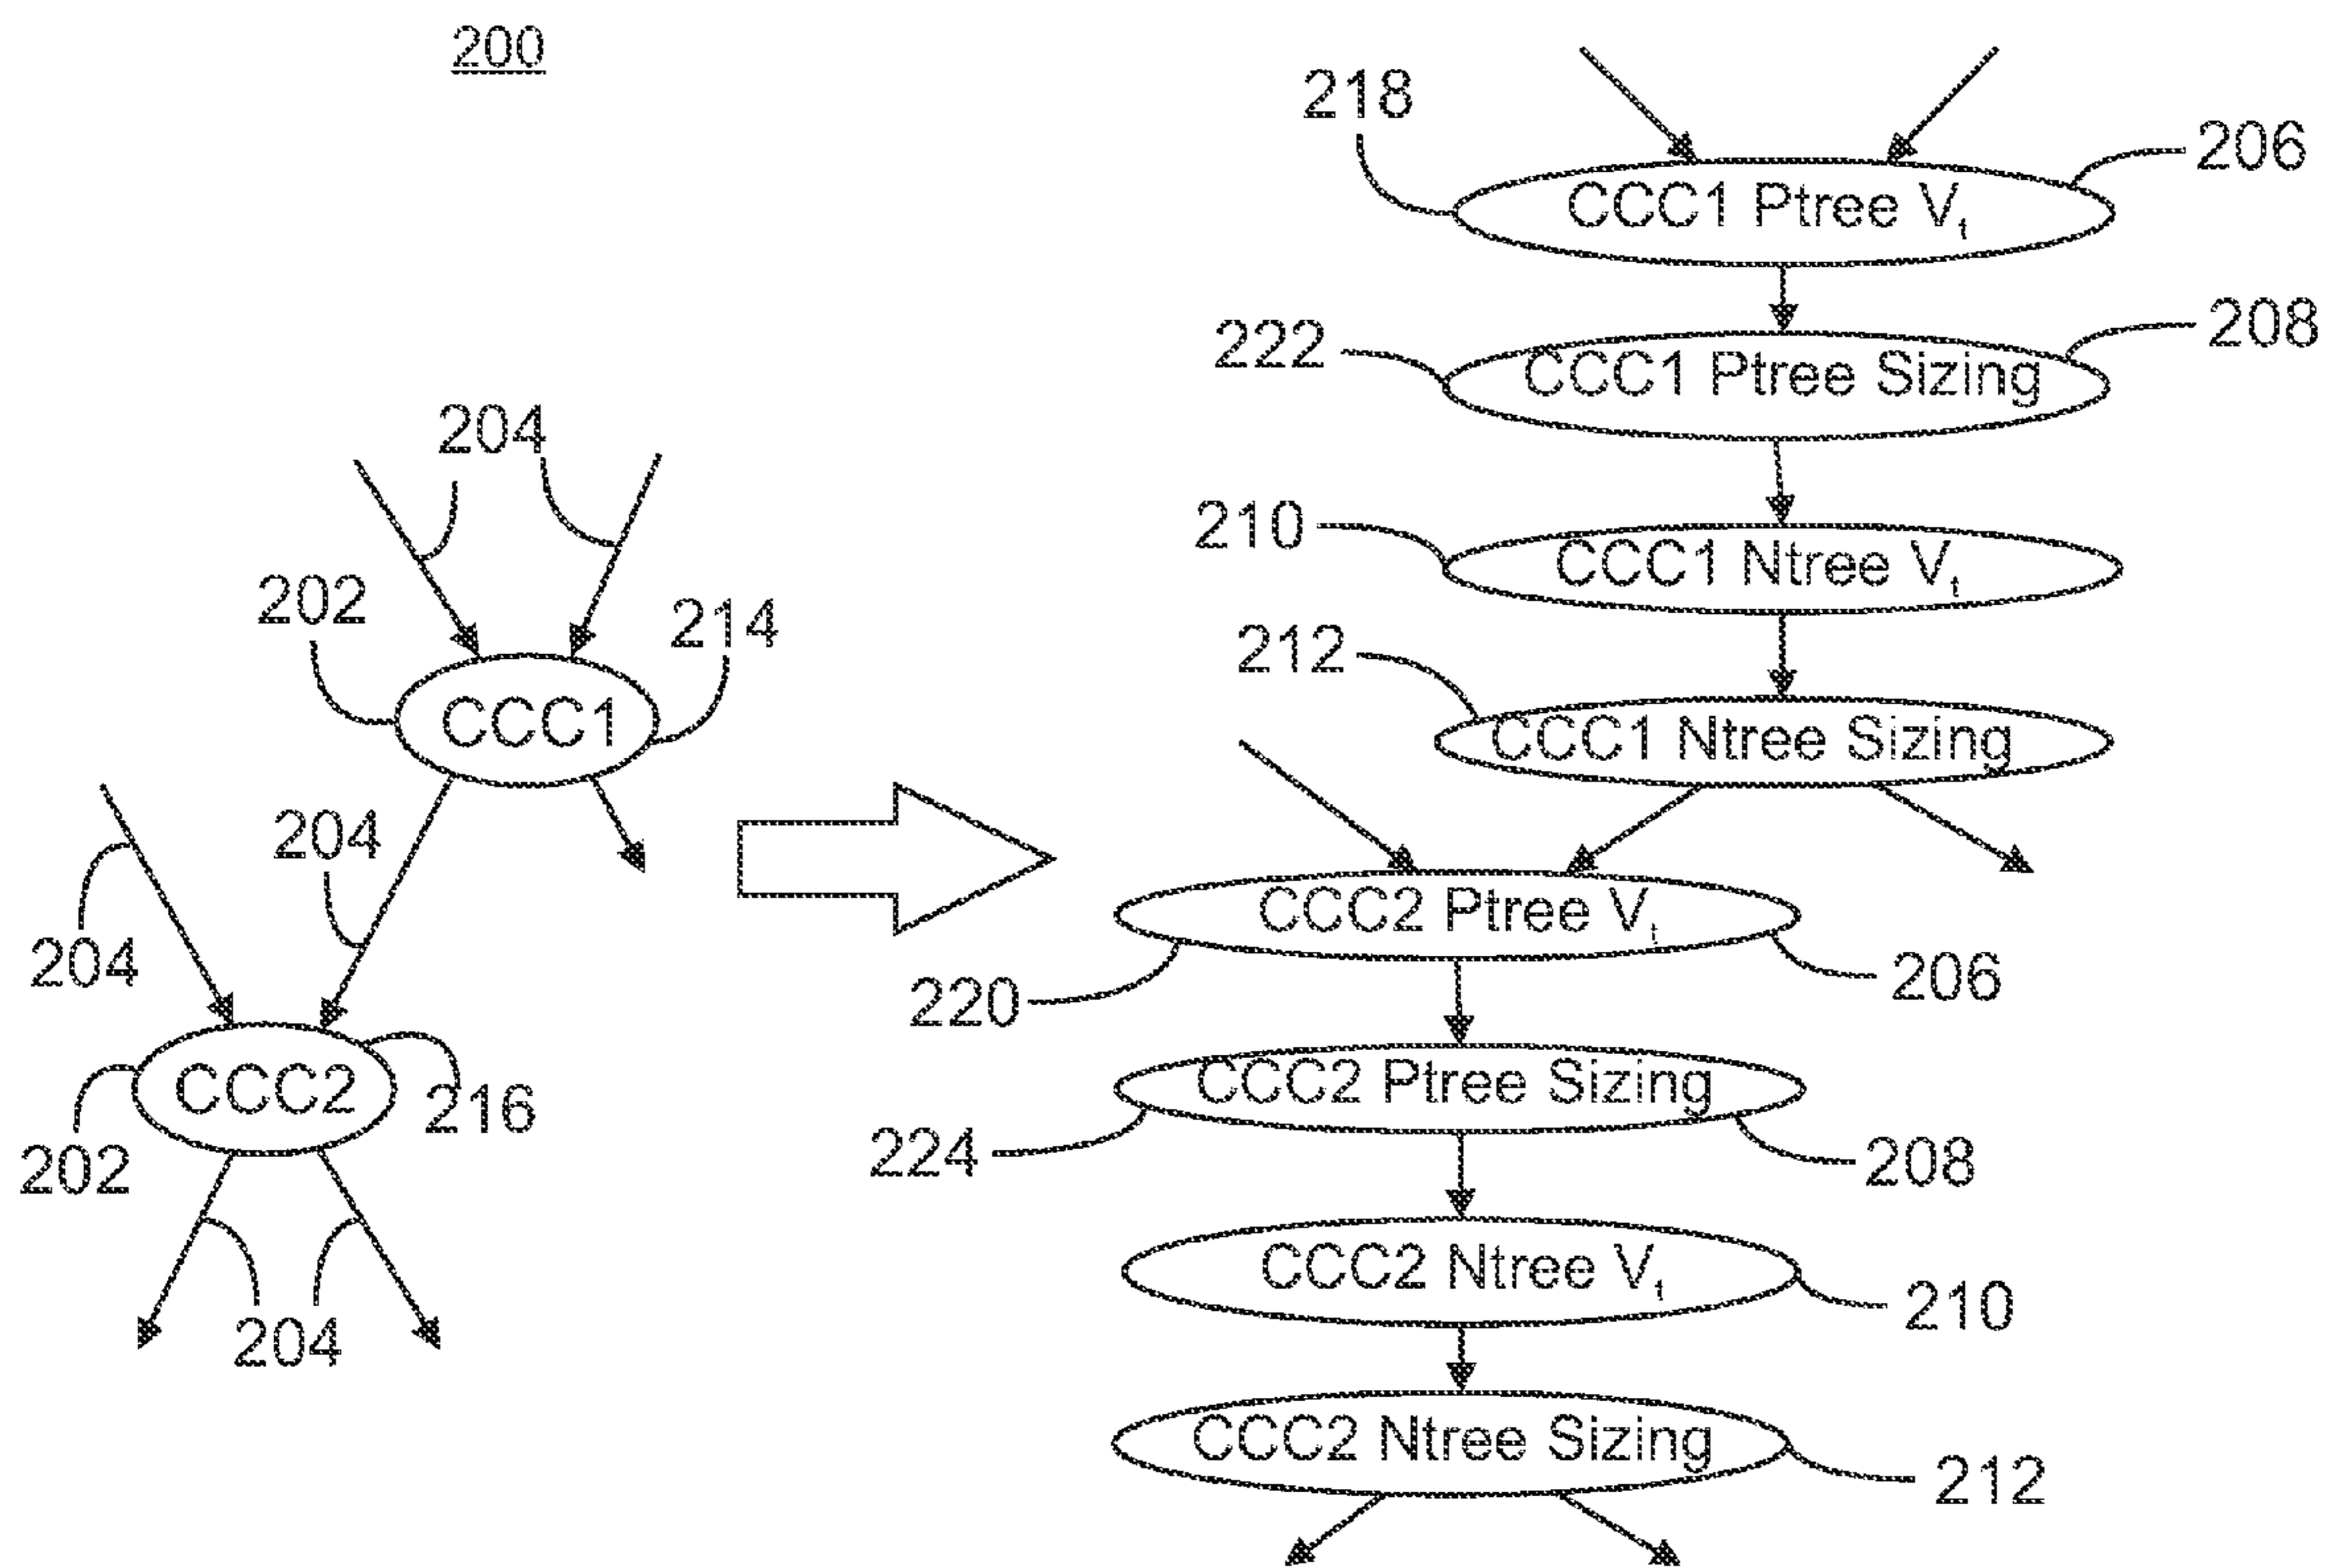 200
218
206
CCC1 Ptree Vt
222
208
CCC1 Ptree Sizing
204
210
CCC1 Ntree Vt
202
214
212
CCC1
CCC1 Ntree Sizing
204
204
CCC2 Ptree Vt
220
206
CCC2
216
CCC2 Ptree Sizing
202
224
208
CCC2 Ntree Vt
210
204
CCC2 Ntree Sizing
212